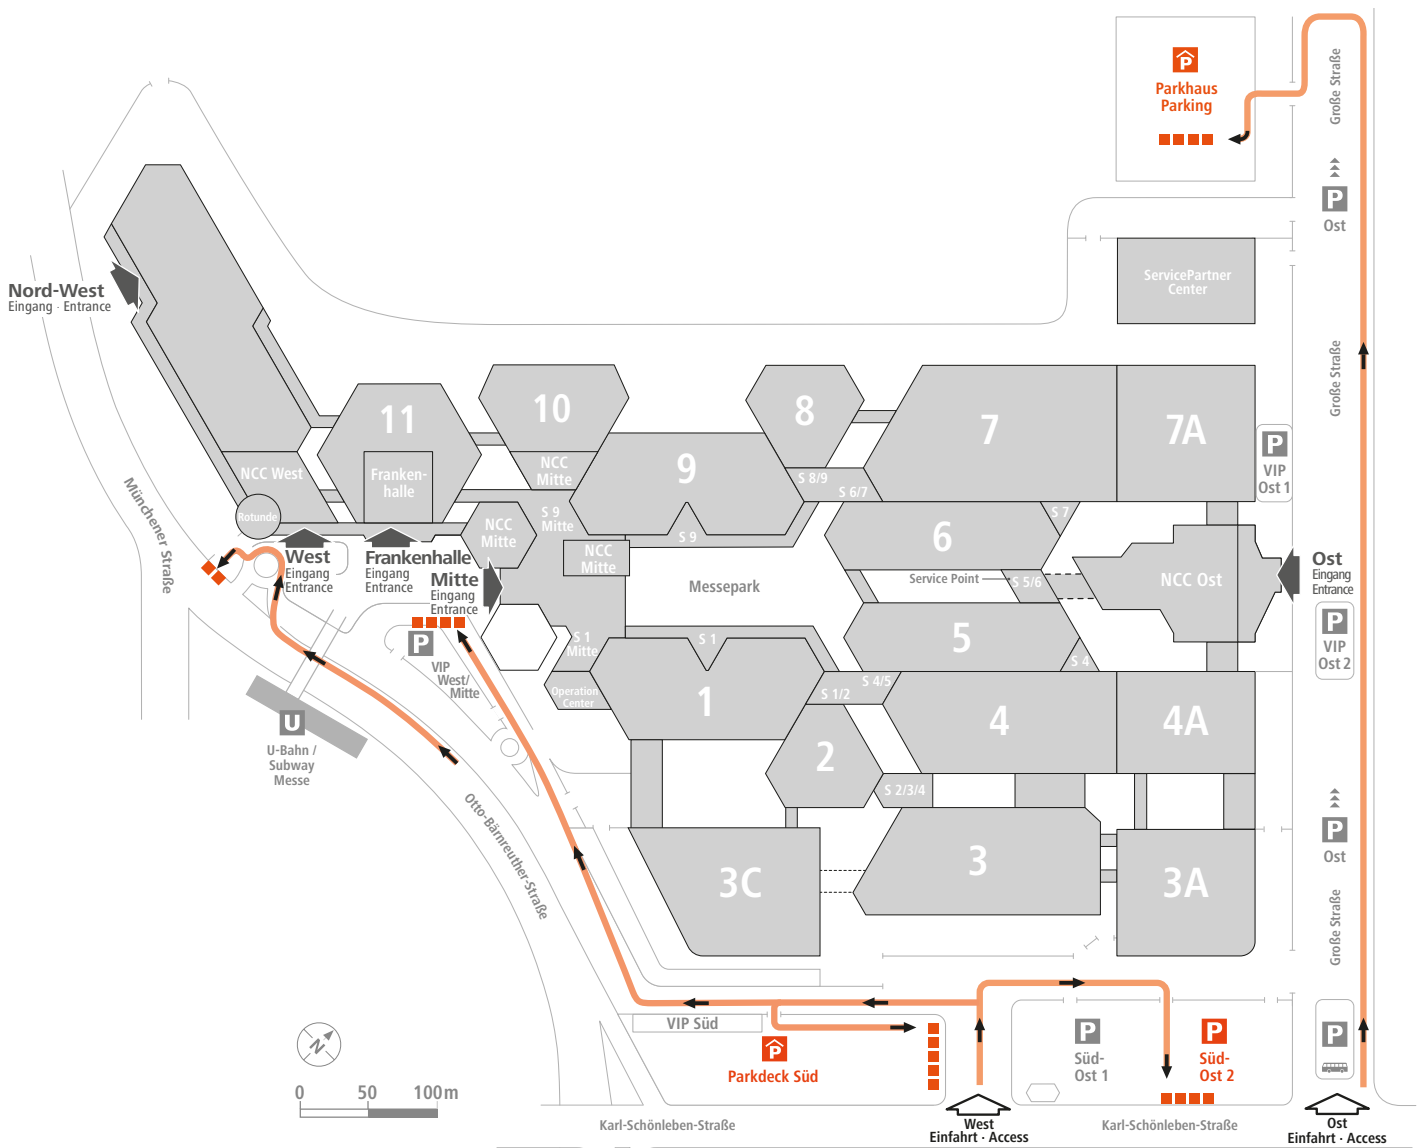 P
Parkhaus
Parking
Große Straße
P
Ost
ServicePartner
Center
Nord-West
Eingang · Entrance
Große Straße
11
10
8
7
7A
9
P
VIP
Ost 1
NCC West
Franken-
halle
NCC
Mitte
S 8/9
S 6/7
Rotunde
Münchener Straße
NCC
Mitte
S 9
Mitte
S 9
6
S 7
NCC
Mitte
West
Eingang
Entrance
Frankenhalle
Eingang
Entrance
Mitte
Eingang
Entrance
Messepark
Service Point
S 5/6
NCC Ost
Ost
Eingang
Entrance
P
VIP
West/
Mitte
S 1
Mitte
S 1
5
S 4
P
VIP
Ost 2
Operation
Center
1
S 1/2
S 4/5
4
4A
U
U-Bahn /
Subway
Messe
2
S 2/3/4
Otto-Bärnreuther-Straße
P
Ost
3C
3
3A
Große Straße
VIP Süd
P
Parkdeck Süd
P
Süd-
Ost 1
P
Süd-
Ost 2
P
N
0 50 100 m
Karl-Schönleben-Straße
West
Einfahrt · Access
Karl-Schönleben-Straße
Ost
Einfahrt · Access